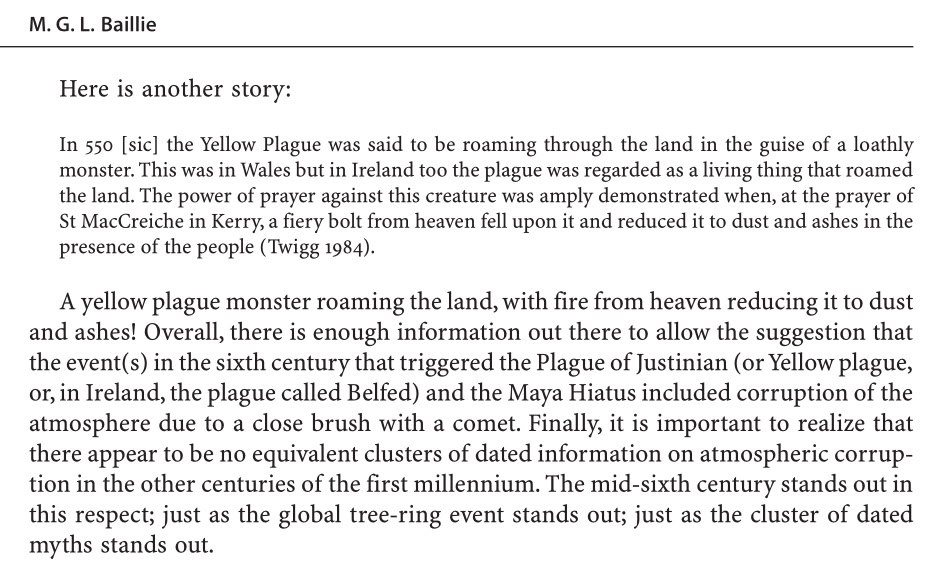 M. G. L. Baillie
Here is another story:
In 550 [sic] the Yellow Plague was said to be roaming through the land in the guise of a loathly
monster. This was in Wales but in Ireland too the plague was regarded as a living thing that roamed
the land. The power of prayer against this creature was amply demonstrated when, at the prayer of
St MacCreiche in Kerry, a fiery bolt from heaven fell upon it and reduced it to dust and ashes in the
presence of the people (Twigg 1984).
A yellow plague monster roaming the land, with fire from heaven reducing it to dust
and ashes! Overall, there is enough information out there to allow the suggestion that
the event(s) in the sixth century that triggered the Plague of Justinian (or Yellow plague,
or, in Ireland, the plague called Belfed) and the Maya Hiatus included corruption of the
atmosphere due to a close brush with a comet. Finally, it is important to realize that
there appear to be no equivalent clusters of dated information on atmospheric corrup-
tion in the other centuries of the first millennium. The mid-sixth century stands out in
this respect; just as the global tree-ring event stands out; just as the cluster of dated
myths stands out.